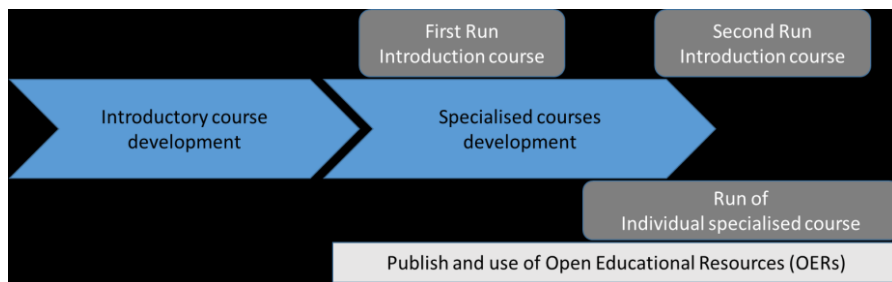 First Run
Introduction course
Second Run
Introduction course
Introductory course
development
Specialised courses
development
Run of
Individual specialised course
Publish and use of Open Educational Resources (OERs)